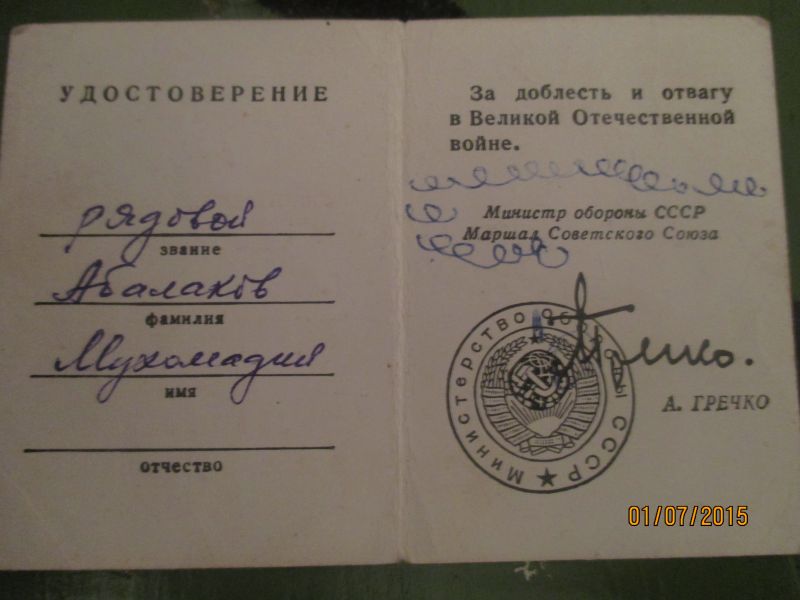 УДОСТОВЕРЕНИЕ
рядовой
звание
Абалаков
фамилия
Мухомадий
имя
отчество
За доблесть и отвагу
в Великой Отечественной
войне.
Министр обороны СССР
Маршал Советского Союза
Министерство обороны СССР
А. ГРЕЧКО
01/07/2015